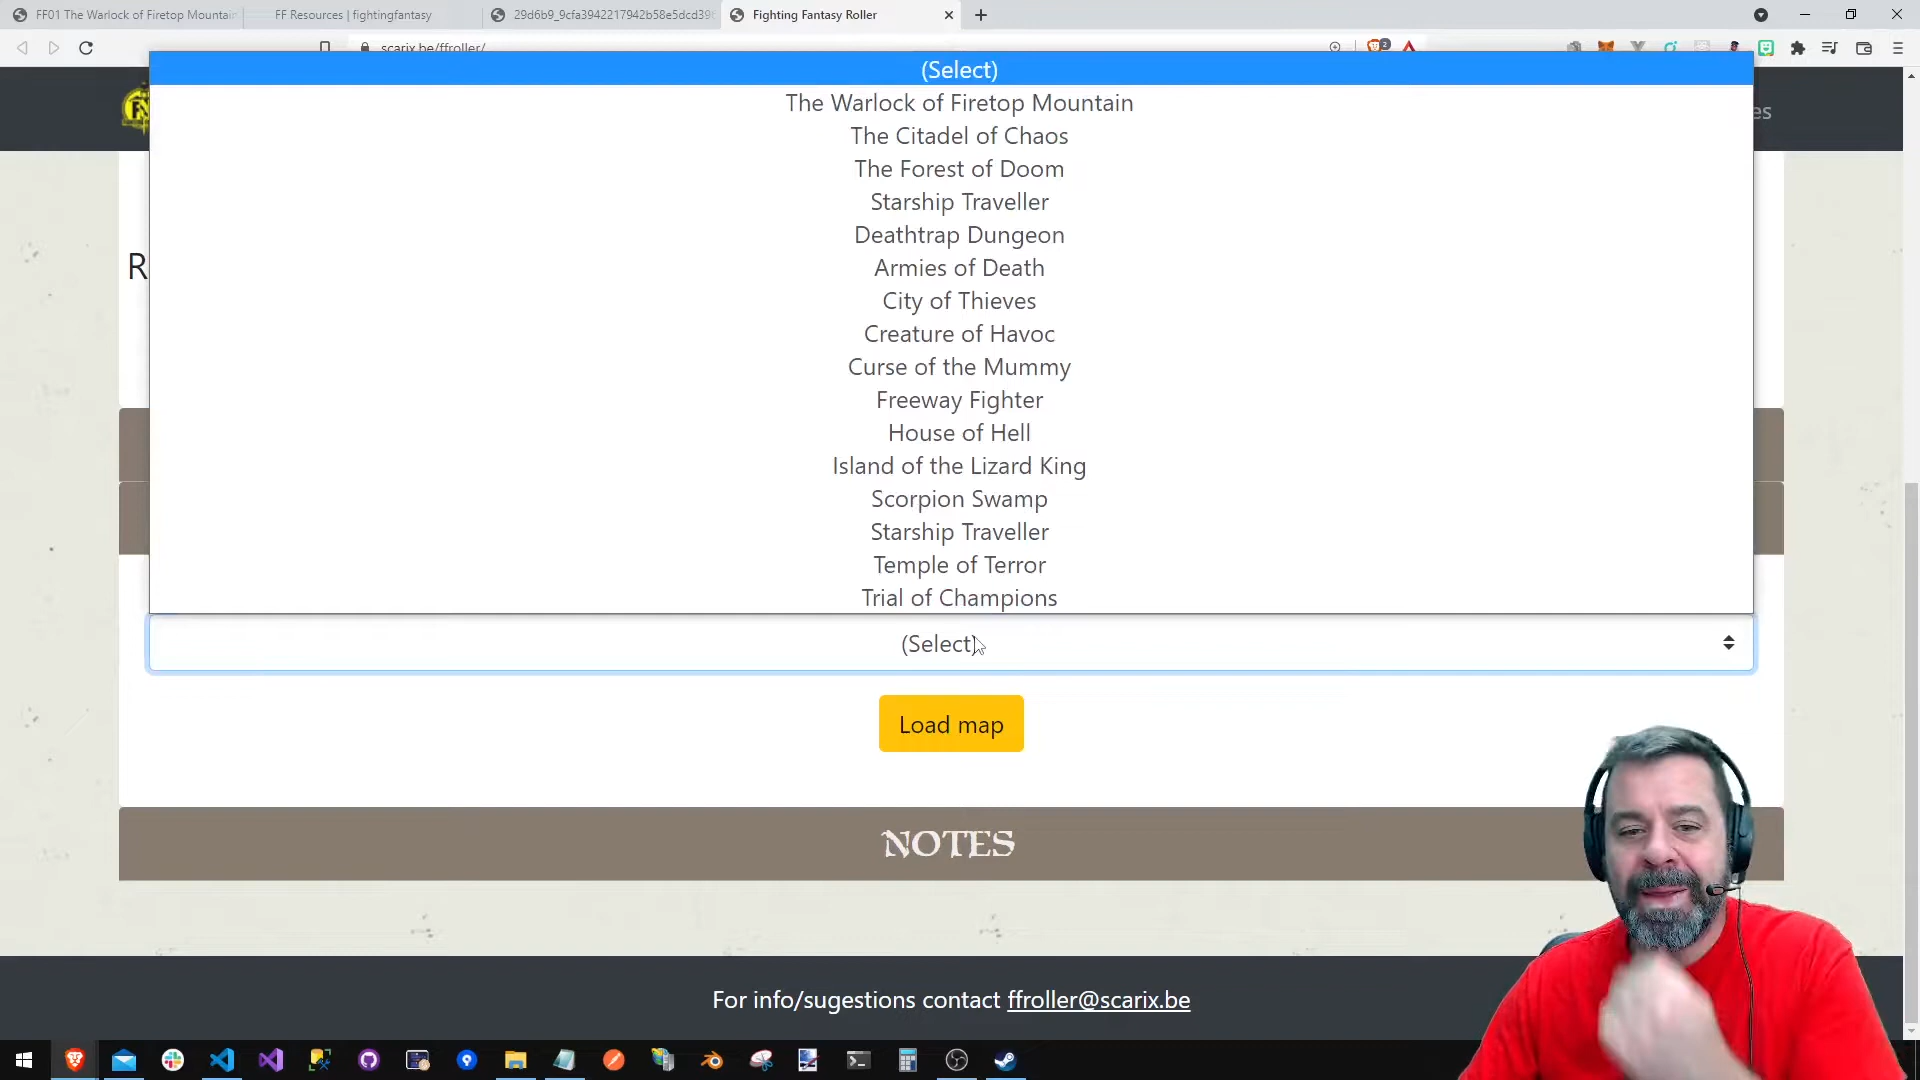 FF01 The Warlock of Firetop Mountain
FF Resources | fightingfantasy
29d6b9_9cfa3942217942b58e5dcd39
Fighting Fantasy Roller
scarix.be/ffroller/
2
(Select)
The Warlock of Firetop Mountain
es
The Citadel of Chaos
The Forest of Doom
Starship Traveller
Deathtrap Dungeon
R
Armies of Death
City of Thieves
Creature of Havoc
Curse of the Mummy
Freeway Fighter
House of Hell
Island of the Lizard King
Scorpion Swamp
Starship Traveller
Temple of Terror
Trial of Champions
(Select)
Load map
NOTES
For info/sugestions contact ffroller@scarix.be